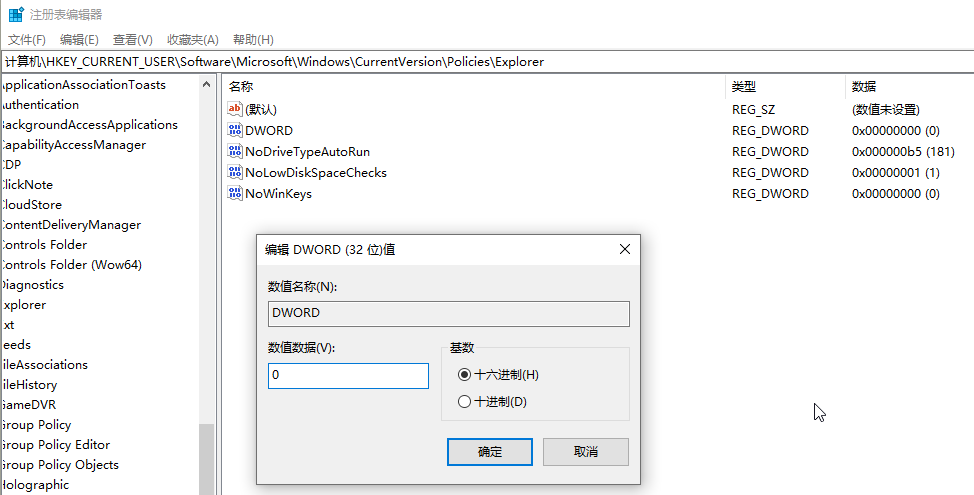 注册表编辑器
文件(F) 编辑(E) 查看(V) 收藏夹(A) 帮助(H)
计算机\HKEY_CURRENT_USER\Software\Microsoft\Windows\CurrentVersion\Policies\Explorer
ApplicationAssociationToasts
Authentication
BackgroundAccessApplications
CapabilityAccessManager
CDP
ClickNote
CloudStore
ContentDeliveryManager
Controls Folder
Controls Folder (Wow64)
Diagnostics
Explorer
Ext
Feeds
FileAssociations
FileHistory
GameDVR
Group Policy
Group Policy Editor
Group Policy Objects
Holographic
名称 类型 数据
(默认) REG_SZ (数值未设置)
DWORD REG_DWORD 0x00000000 (0)
NoDriveTypeAutoRun REG_DWORD 0x000000b5 (181)
NoLowDiskSpaceChecks REG_DWORD 0x00000001 (1)
NoWinKeys REG_DWORD 0x00000000 (0)
编辑 DWORD (32 位)值
数值名称(N):
DWORD
数值数据(V):
0
基数
十六进制(H)
十进制(D)
确定 取消